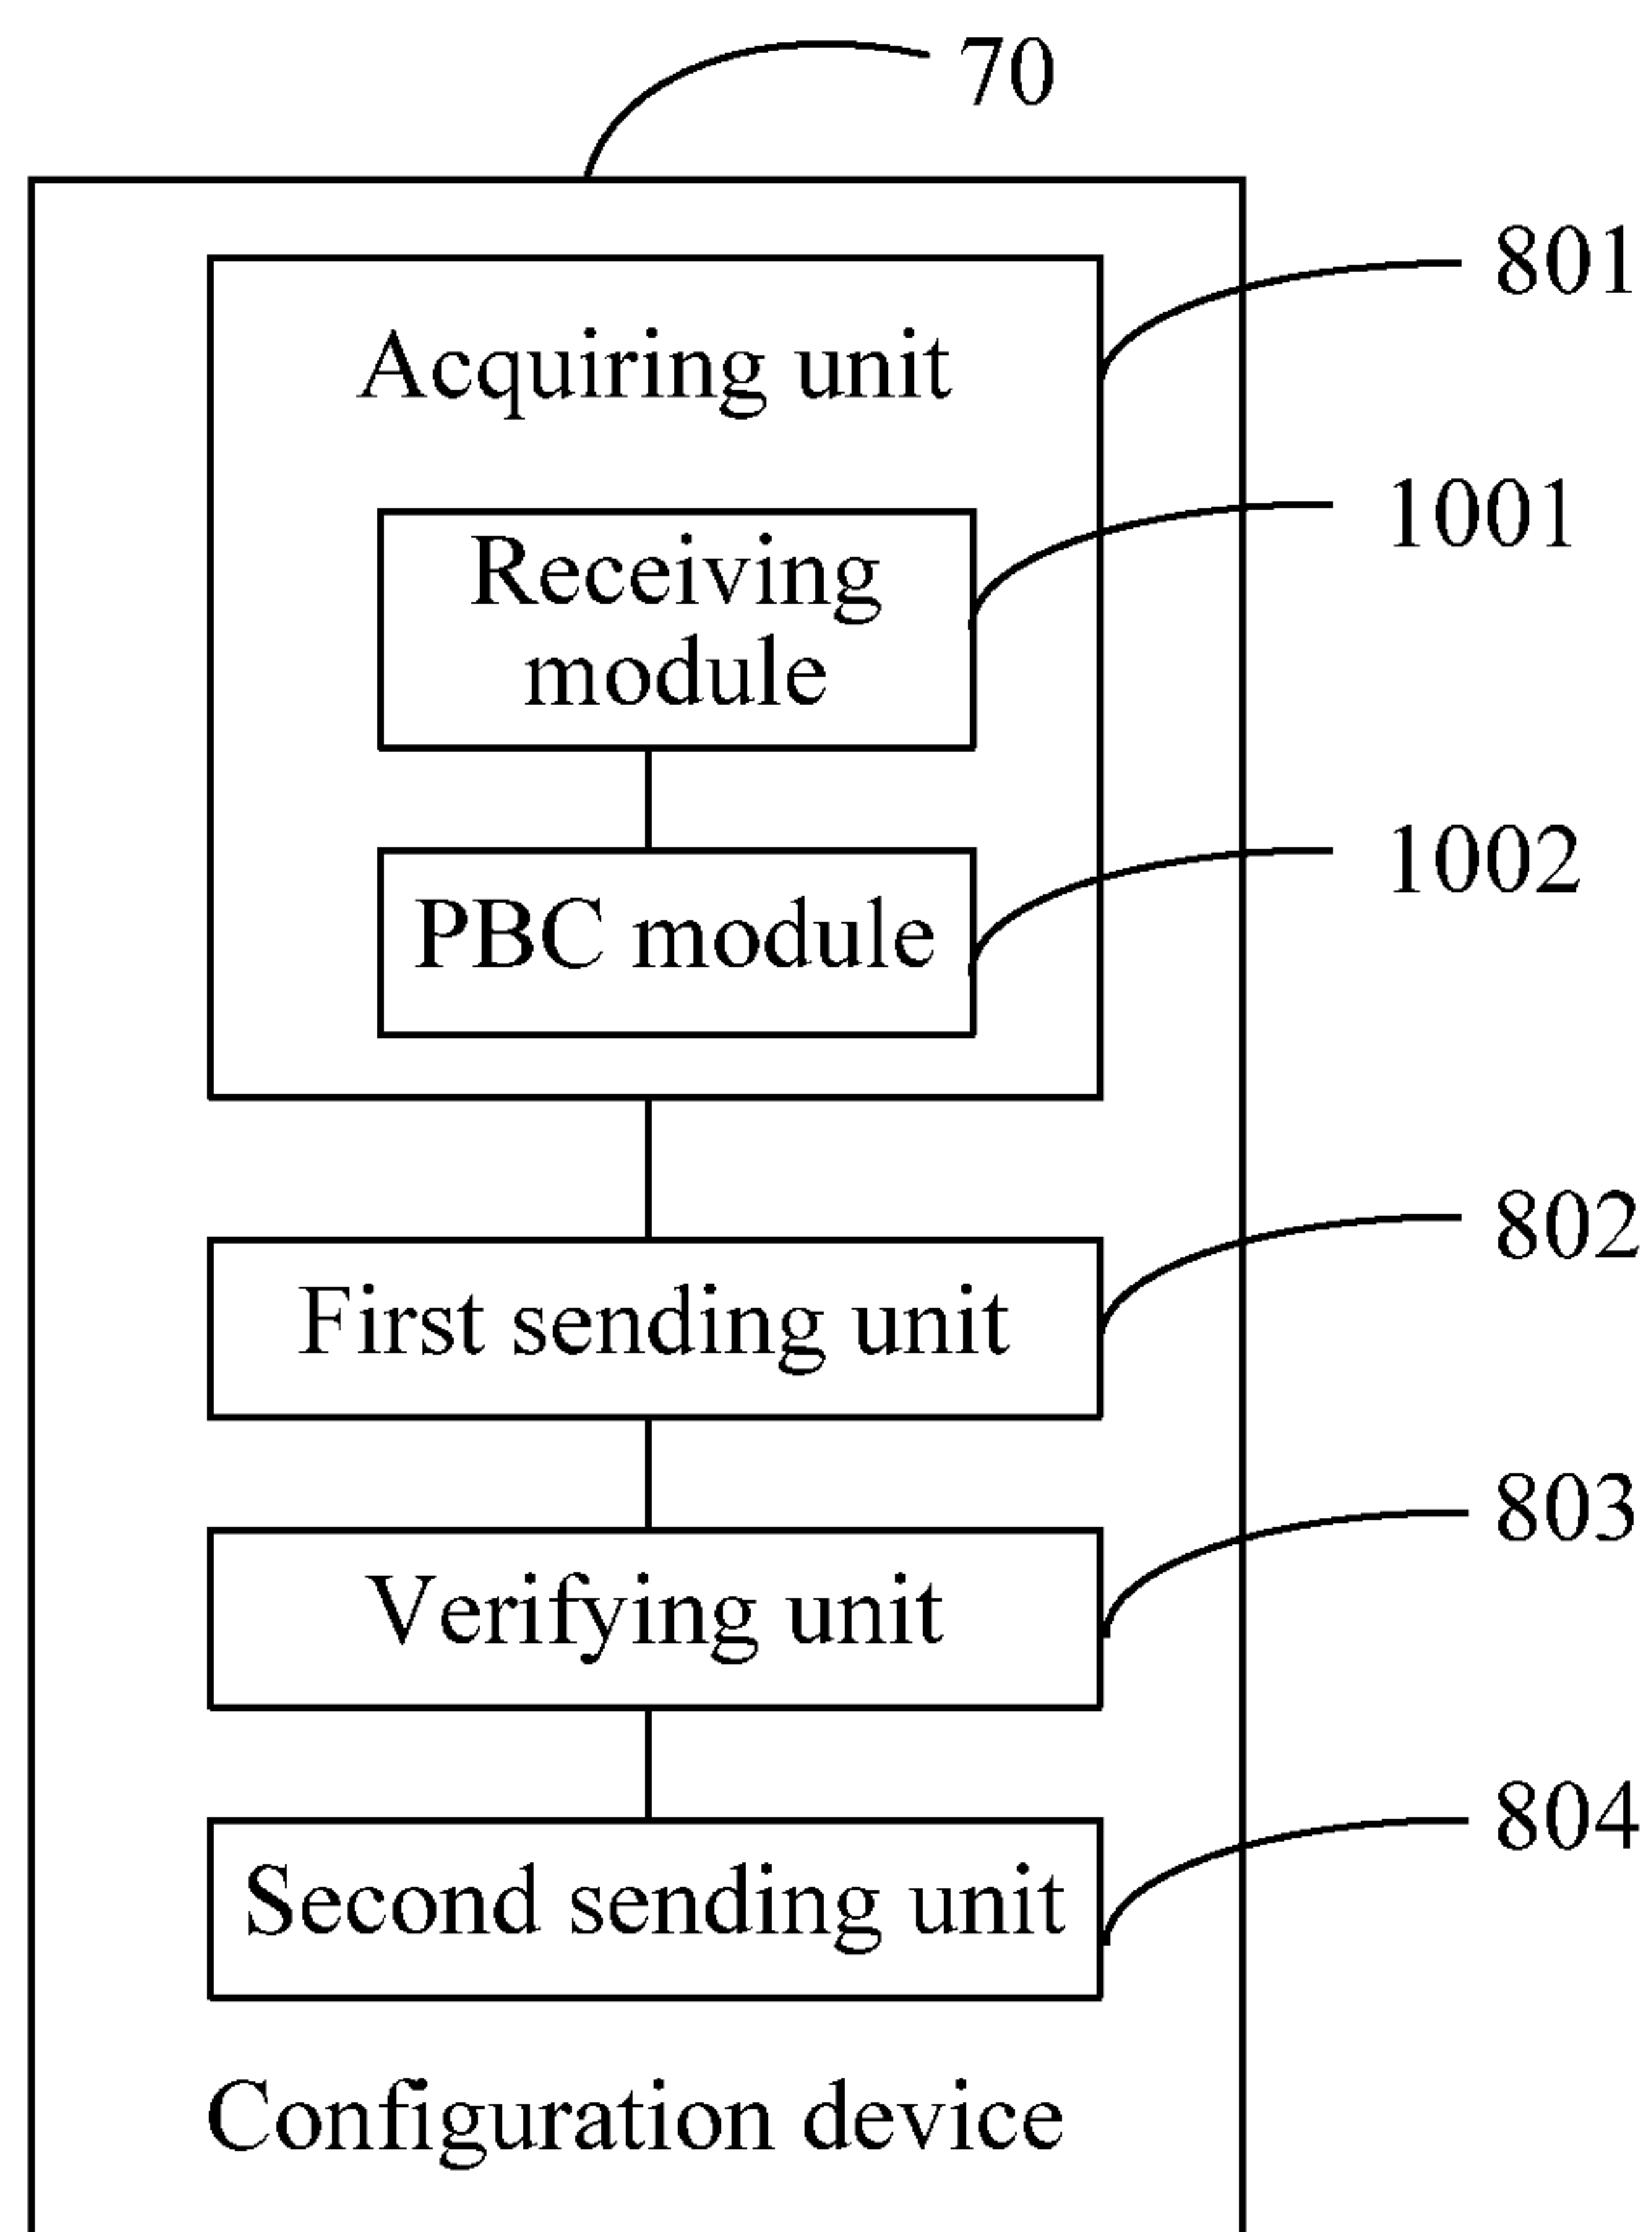 70
801
Acquiring unit
1001
Receiving
module
1002
PBC module
802
First sending unit
803
Verifying unit
804
Second sending unit
Configuration device